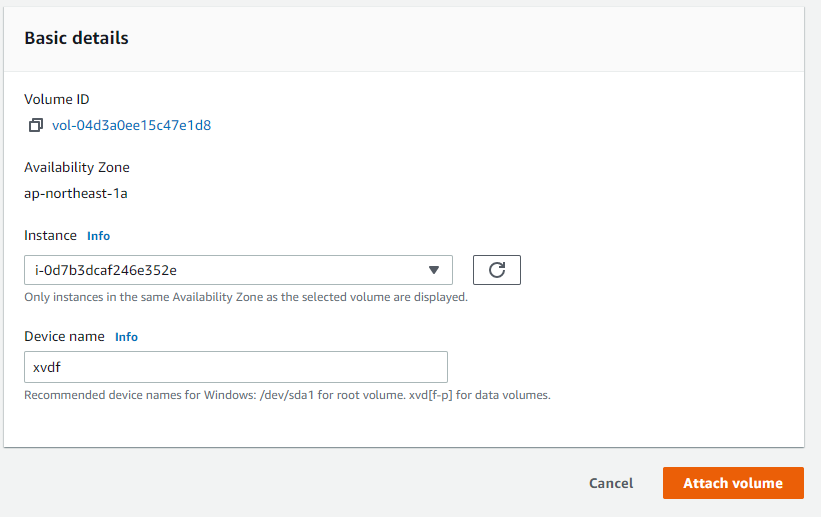 Basic details
Volume ID
vol-04d3a0ee15c47e1d8
Availability Zone
ap-northeast-1a
Instance Info
i-0d7b3dcaf246e352e
Only instances in the same Availability Zone as the selected volume are displayed.
Device name Info
xvdf
Recommended device names for Windows: /dev/sda1 for root volume. xvd[f-p] for data volumes.
Cancel Attach volume